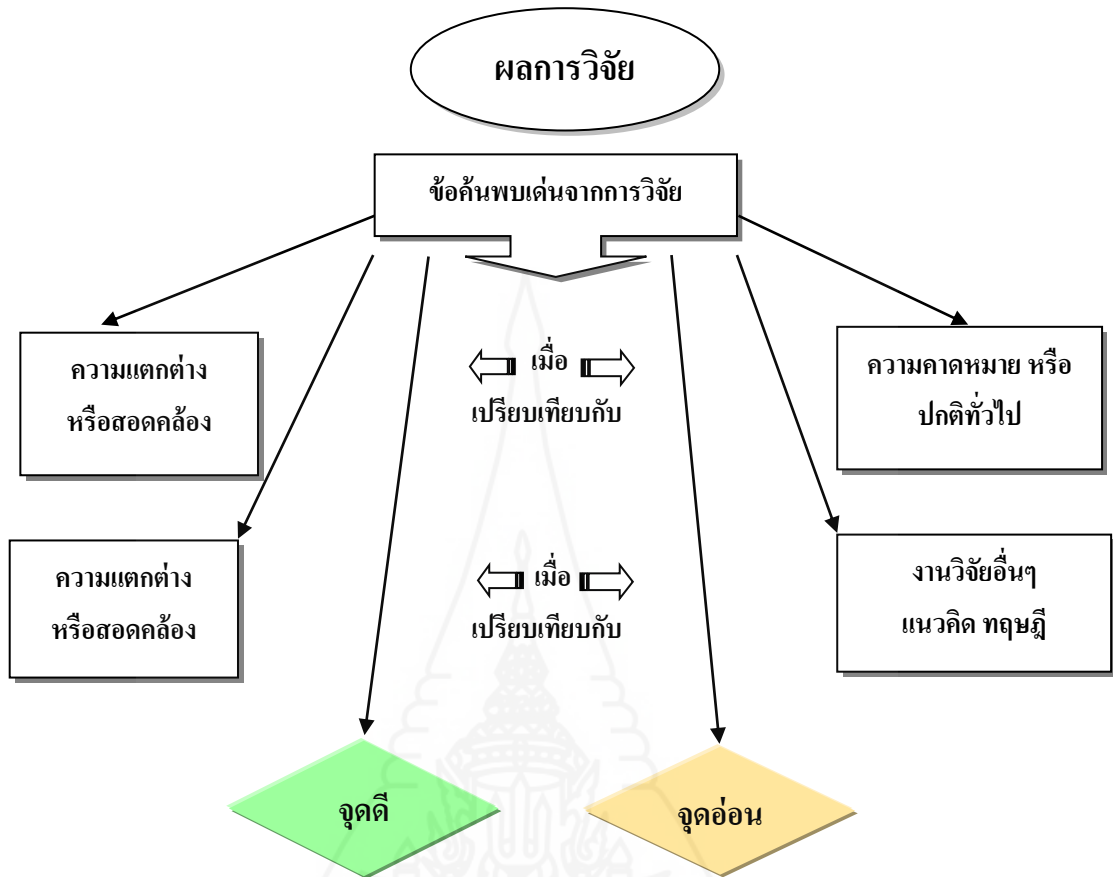 ผลการวิจัย
ข้อค้นพบเด่นจากการวิจัย
ความแตกต่าง
หรือสอดคล้อง
เมื่อ
เปรียบเทียบกับ
ความคาดหมาย หรือ
ปกติทั่วไป
ความแตกต่าง
หรือสอดคล้อง
เมื่อ
เปรียบเทียบกับ
งานวิจัยอื่นๆ
แนวคิด ทฤษฎี
จุดดี
จุดอ่อน